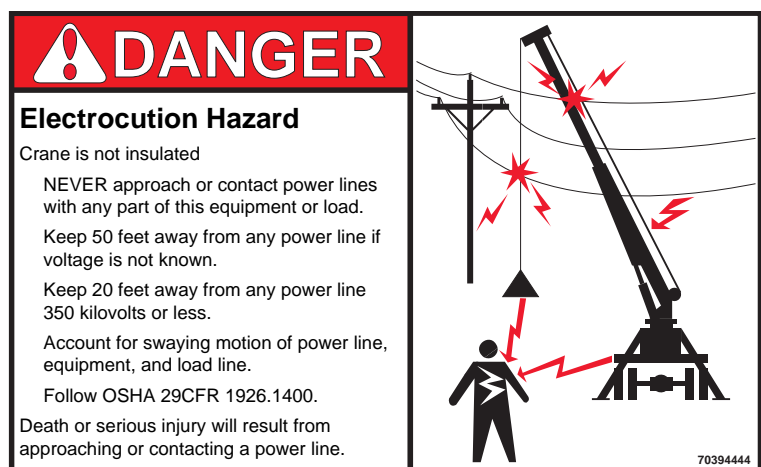 DANGER
Electrocution Hazard
Crane is not insulated
NEVER approach or contact power lines
with any part of this equipment or load.
Keep 50 feet away from any power line if
voltage is not known.
Keep 20 feet away from any power line
350 kilovolts or less.
Account for swaying motion of power line,
equipment, and load line.
Follow OSHA 29CFR 1926.1400.
Death or serious injury will result from
approaching or contacting a power line.
70394444